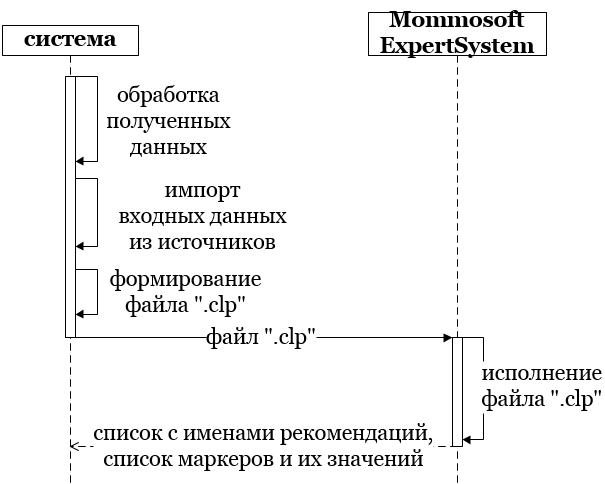 система
Mommosoft
ExpertSystem
обработка
полученных
данных
импорт
входных данных
из источников
формирование
файла ".clp"
файл ".clp"
исполнение
файла ".clp"
список с именами рекомендаций,
список маркеров и их значений